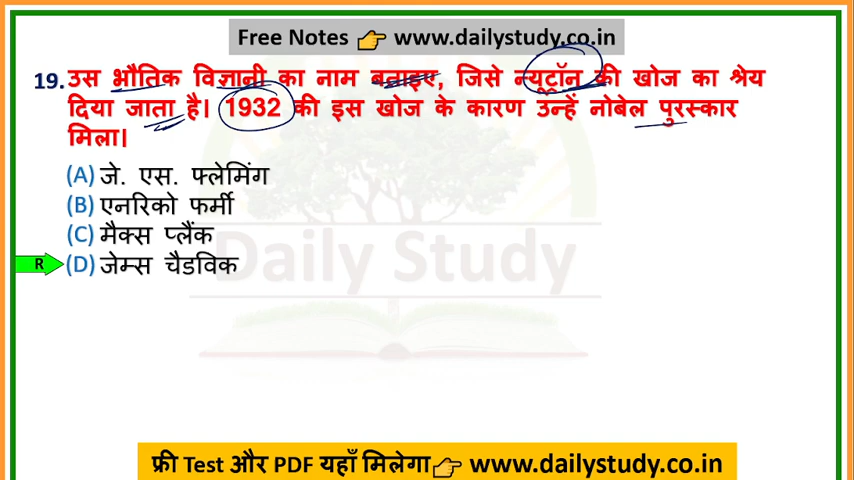 Free Notes 👉 www.dailystudy.co.in
19. उस भौतिक विज्ञानी का नाम बताइए, जिसे न्यूट्रॉन की खोज का श्रेय
दिया जाता है। 1932 की इस खोज के कारण उन्हें नोबेल पुरस्कार
मिला।
(A) जे. एस. फ्लेमिंग
(B) एनरिको फर्मी
(C) मैक्स प्लैंक
R (D) जेम्स चैडविक
Daily Study
फ्री Test और PDF यहाँ मिलेगा👉 www.dailystudy.co.in